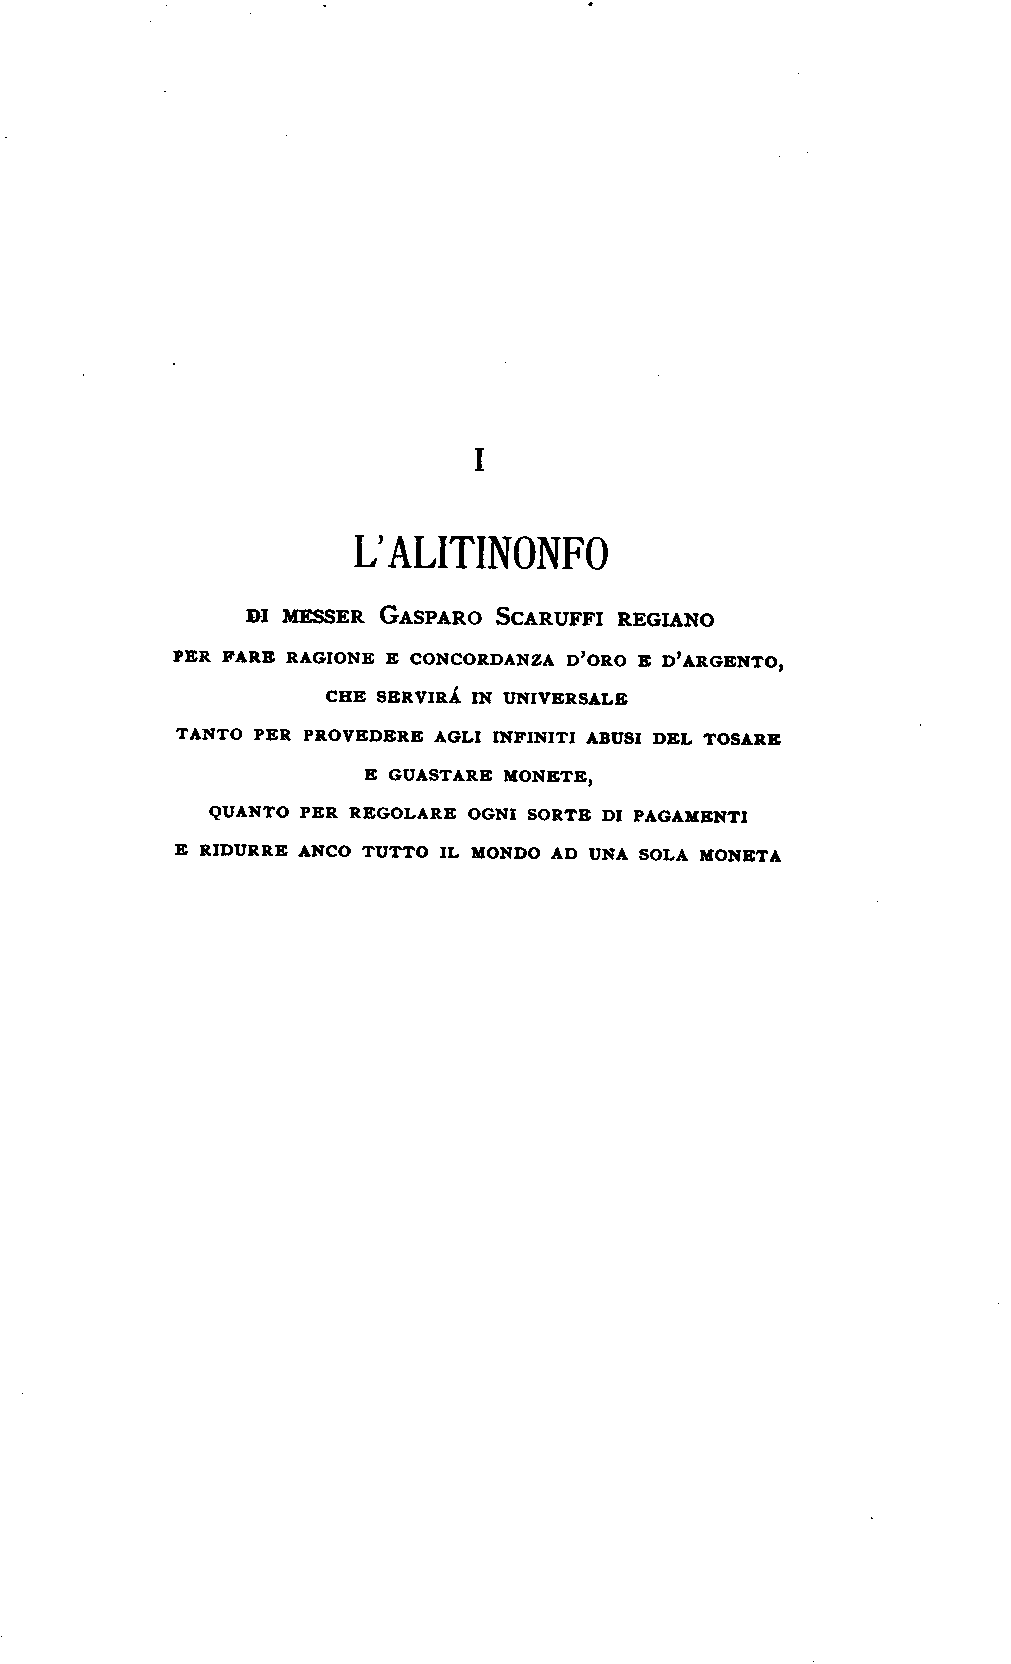 I
L'ALITINONFO
DI MESSER GASPARO SCARUFFI REGIANO
PER FARE RAGIONE E CONCORDANZA D'ORO E D'ARGENTO,
CHE SERVIRÁ IN UNIVERSALE
TANTO PER PROVEDERE AGLI INFINITI ABUSI DEL TOSARE
E GUASTARE MONETE,
QUANTO PER REGOLARE OGNI SORTE DI PAGAMENTI
E RIDURRE ANCO TUTTO IL MONDO AD UNA SOLA MONETA